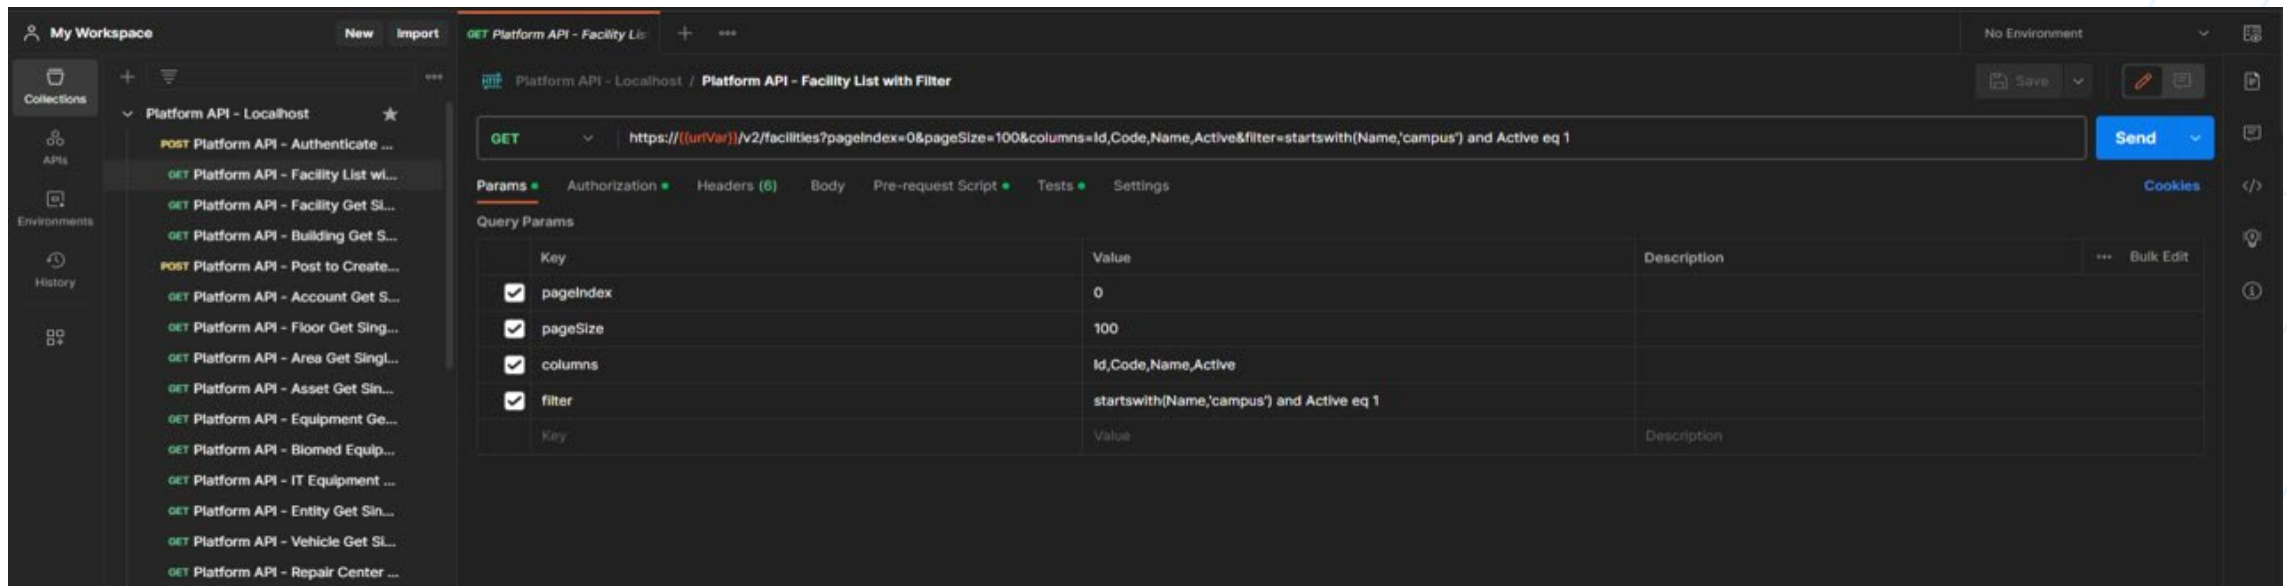 My Workspace
New Import
GET Platform API - Facility Lis
No Environment
Collections
APIs
Environments
History
Platform API - Localhost
POST Platform API - Authenticate ...
GET Platform API - Facility List wi...
GET Platform API - Facility Get Si...
GET Platform API - Building Get S...
POST Platform API - Post to Create...
GET Platform API - Account Get S...
GET Platform API - Floor Get Sing...
GET Platform API - Area Get Singl...
GET Platform API - Asset Get Sin...
GET Platform API - Equipment Ge...
GET Platform API - Biomed Equip...
GET Platform API - IT Equipment ...
GET Platform API - Entity Get Sin...
GET Platform API - Vehicle Get Si...
GET Platform API - Repair Center ...
HTTP Platform API - Localhost / Platform API - Facility List with Filter
Save
GET https://{{urlVar}}/v2/facilities?pageIndex=0&pageSize=100&columns=Id,Code,Name,Active&filter=startswith(Name,'campus') and Active eq 1
Send
Params Authorization Headers (6) Body Pre-request Script Tests Settings Cookies
Query Params
Key Value Description Bulk Edit
pageIndex 0
pageSize 100
columns Id,Code,Name,Active
filter startswith(Name,'campus') and Active eq 1
Key Value Description